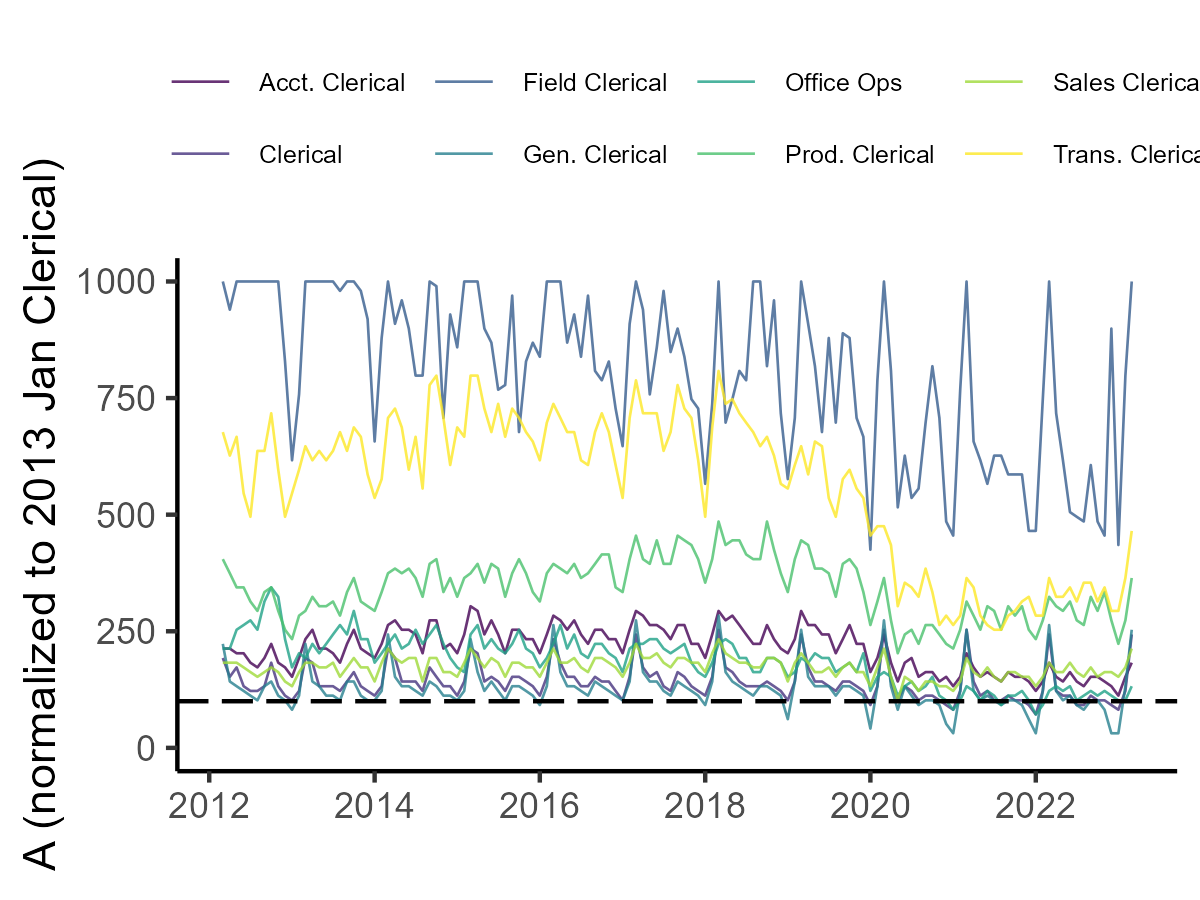 Acct. Clerical Field Clerical Office Ops Sales Clerica
Clerical Gen. Clerical Prod. Clerical Trans. Clerica
A (normalized to 2013 Jan Clerical)
1000
750
500
250
0
2012 2014 2016 2018 2020 2022